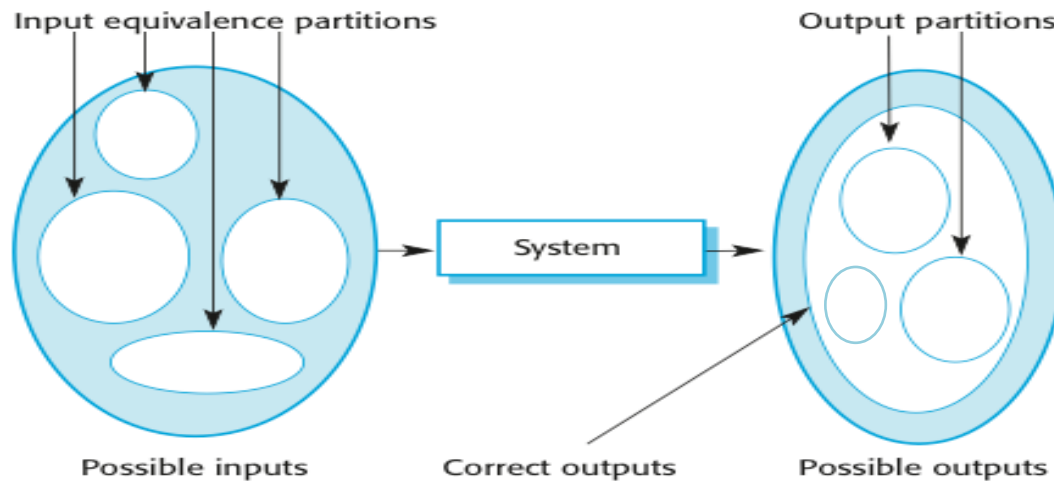 Input equivalence partitions
Output partitions
System
Possible inputs
Correct outputs
Possible outputs